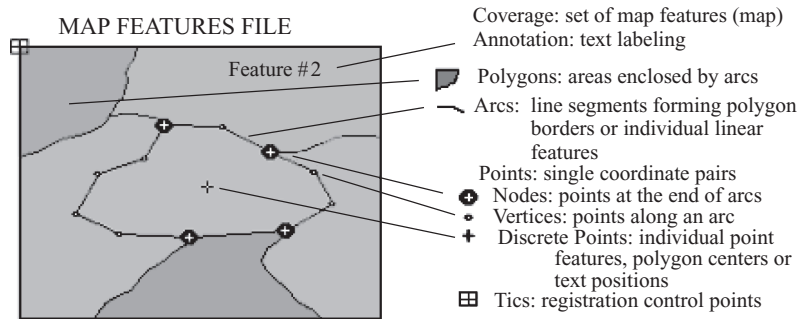 MAP FEATURES FILE
Feature #2
Coverage: set of map features (map)
Annotation: text labeling
Polygons: areas enclosed by arcs
Arcs: line segments forming polygon
borders or individual linear
features
Points: single coordinate pairs
Nodes: points at the end of arcs
Vertices: points along an arc
Discrete Points: individual point
features, polygon centers or
text positions
Tics: registration control points